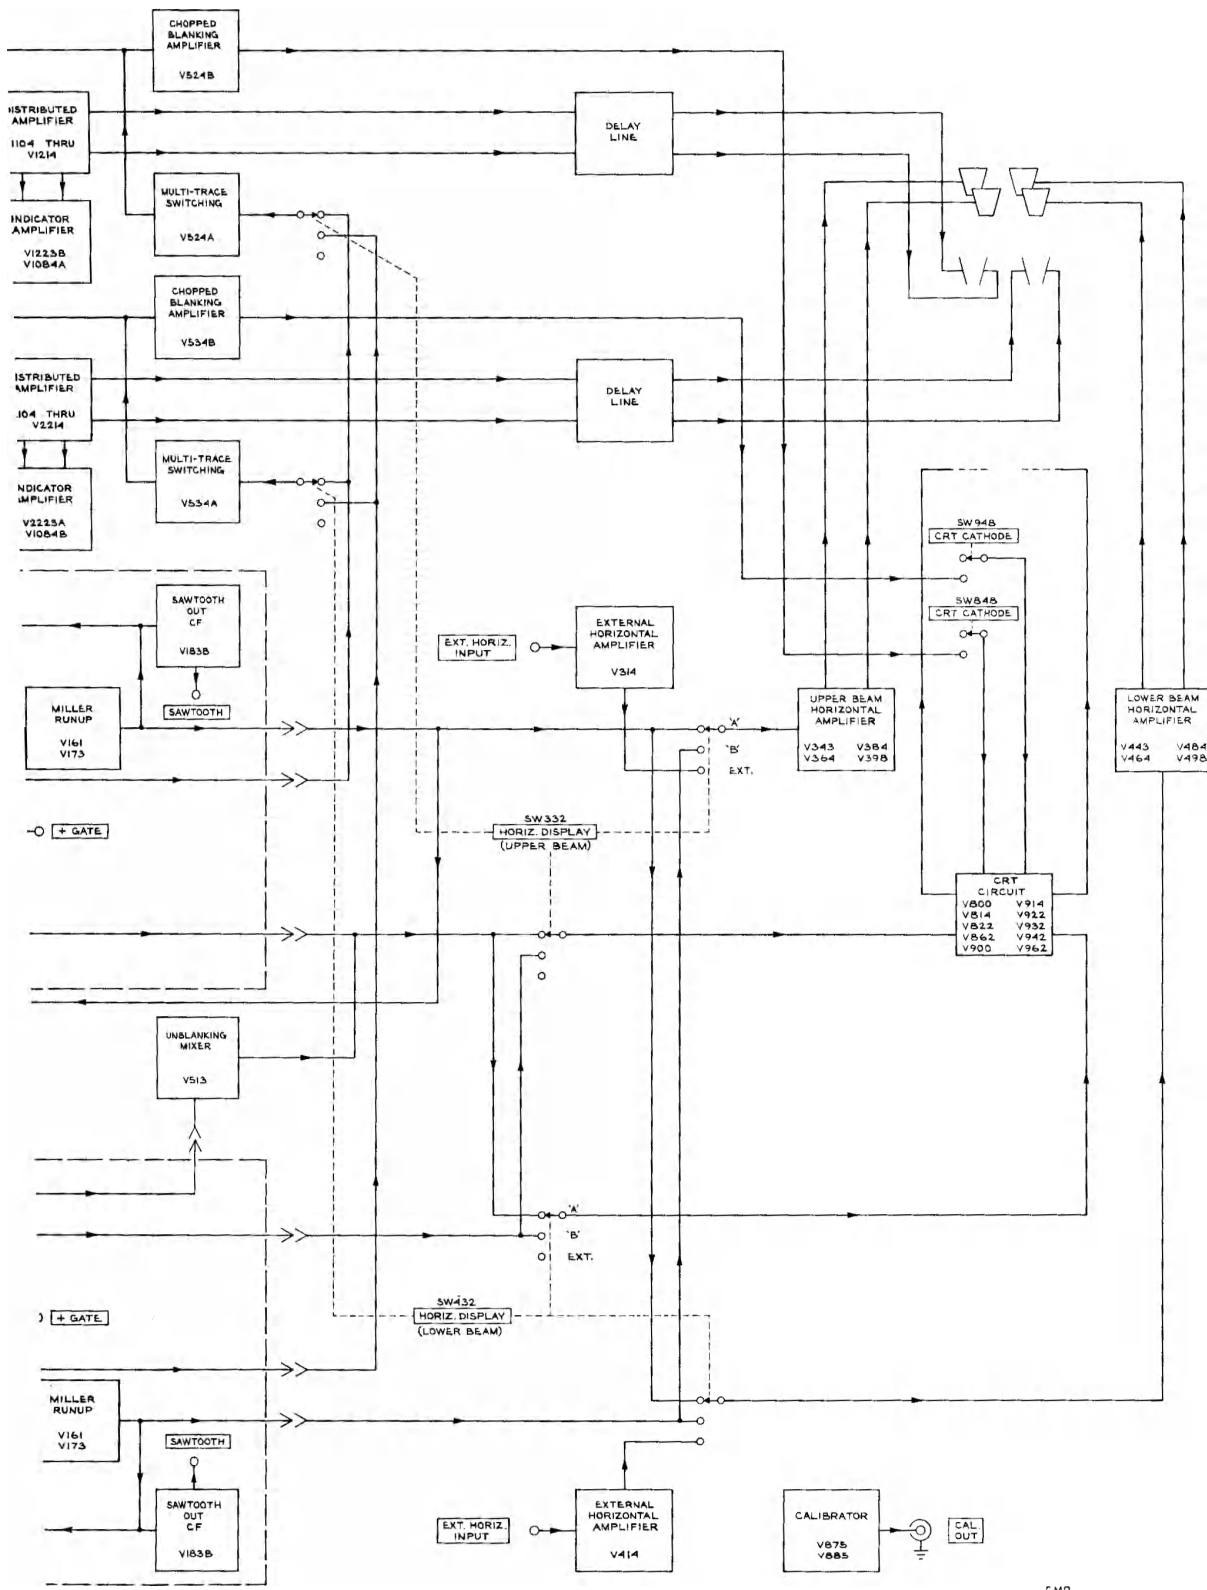 CHOPPED
BLANKING
AMPLIFIER
V524B
DISTRIBUTED
AMPLIFIER
1104 THRU
V1214
DELAY
LINE
MULTI-TRACE
SWITCHING
V524A
INDICATOR
AMPLIFIER
V1223B
V1084A
CHOPPED
BLANKING
AMPLIFIER
V534B
ISTRIBUTED
AMPLIFIER
104 THRU
V2214
DELAY
LINE
MULTI-TRACE
SWITCHING
V534A
NDICATOR
AMPLIFIER
V2223A
V1084B
SW948
CRT CATHODE
SW848
CRT CATHODE
SAWTOOTH
OUT
CF
V183B
SAWTOOTH
EXT. HORIZ.
INPUT
EXTERNAL
HORIZONTAL
AMPLIFIER
V314
MILLER
RUNUP
V161
V173
'A'
'B'
EXT.
UPPER BEAM
HORIZONTAL
AMPLIFIER
V343 V384
V364 V398
LOWER BEAM
HORIZONTAL
AMPLIFIER
V443 V484
V464 V498
+ GATE
SW332
HORIZ. DISPLAY
(UPPER BEAM)
CRT
CIRCUIT
V800 V914
V814 V922
V822 V932
V862 V942
V900 V962
UNBLANKING
MIXER
V513
'A'
'B'
EXT.
+ GATE
SW432
HORIZ. DISPLAY
(LOWER BEAM)
MILLER
RUNUP
V161
V173
SAWTOOTH
SAWTOOTH
OUT
CF
V183B
EXT. HORIZ.
INPUT
EXTERNAL
HORIZONTAL
AMPLIFIER
V414
CALIBRATOR
V875
V885
CAL.
OUT